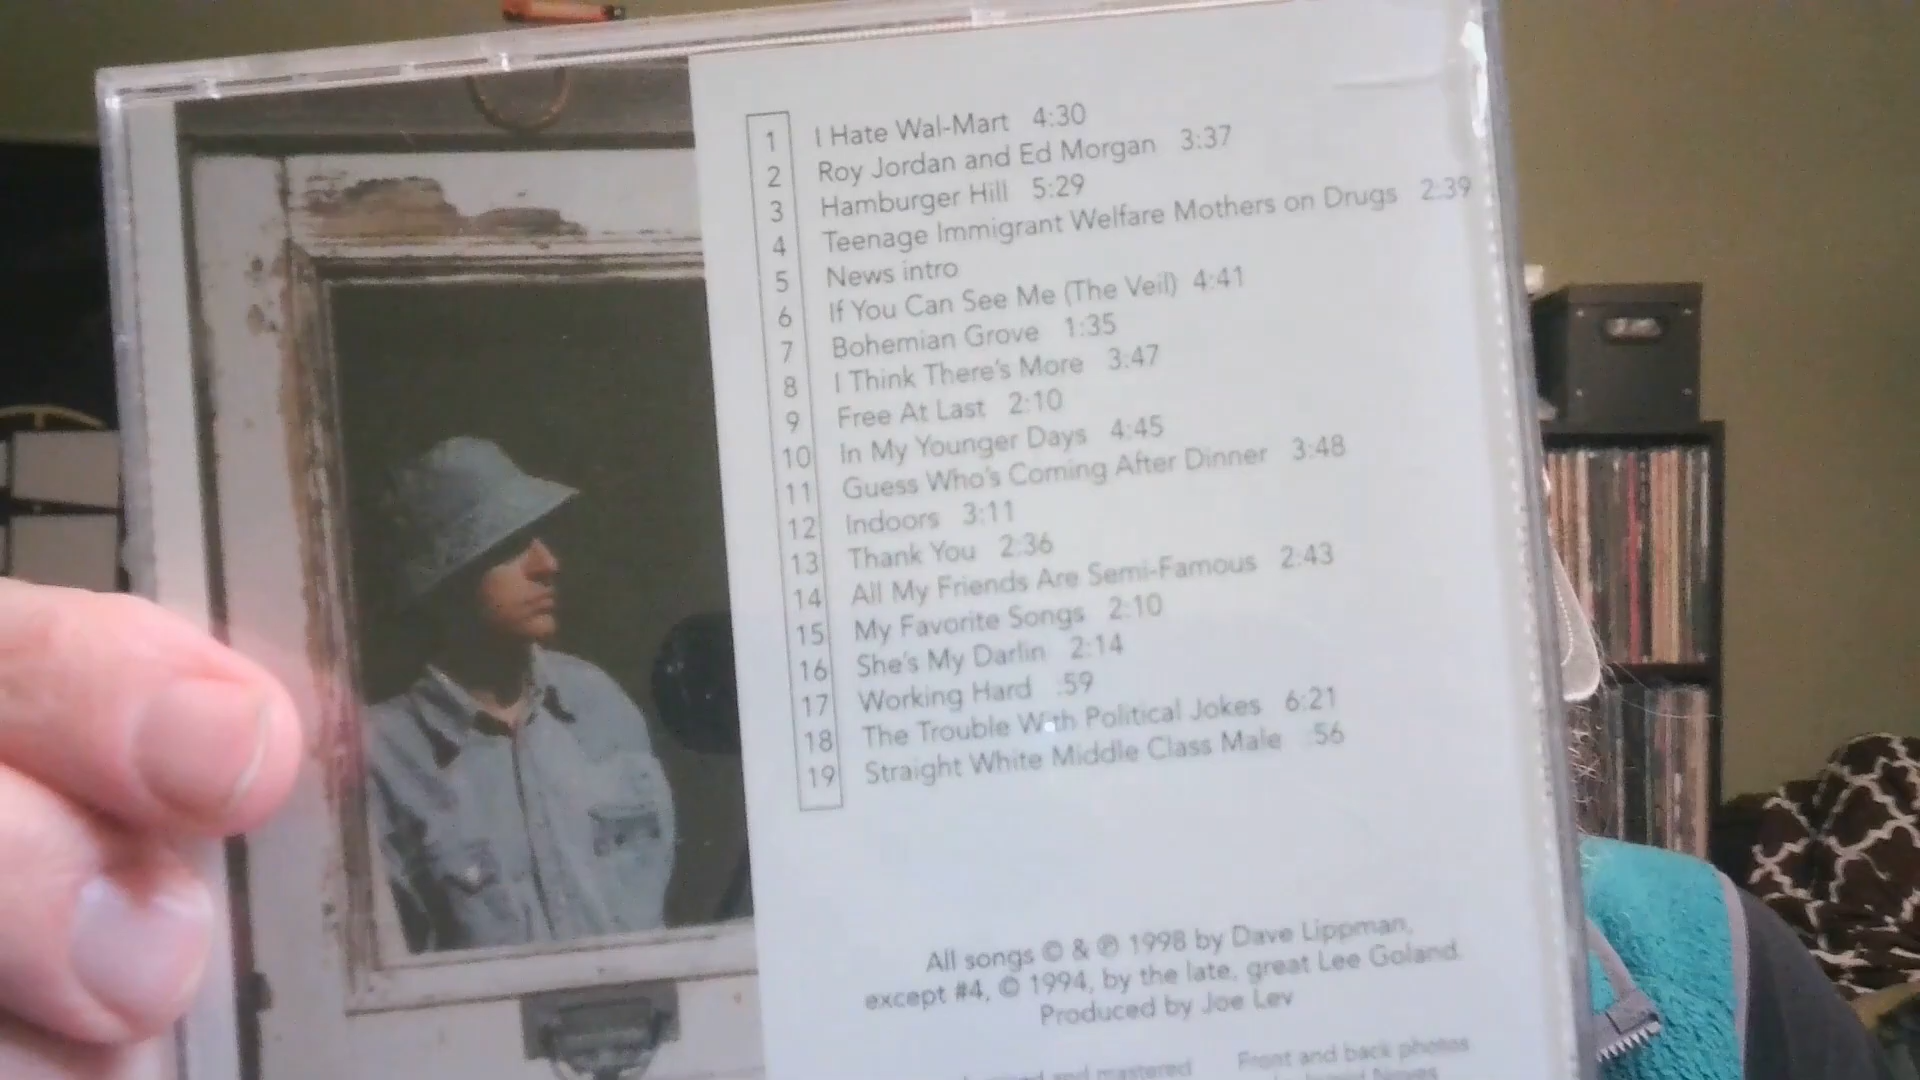 1 I Hate Wal-Mart 4:30
2 Roy Jordan and Ed Morgan 3:37
3 Hamburger Hill 5:29
4 Teenage Immigrant Welfare Mothers on Drugs 2:39
5 News intro
6 If You Can See Me (The Veil) 4:41
7 Bohemian Grove 1:35
8 I Think There's More 3:47
9 Free At Last 2:10
10 In My Younger Days 4:45
11 Guess Who's Coming After Dinner 3:48
12 Indoors 3:11
13 Thank You 2:36
14 All My Friends Are Semi-Famous 2:43
15 My Favorite Songs 2:10
16 She's My Darlin 2:14
17 Working Hard :59
18 The Trouble With Political Jokes 6:21
19 Straight White Middle Class Male :56
All songs © & ℗ 1998 by Dave Lippman,
except #4, © 1994, by the late, great Lee Goland.
Produced by Joe Lev
and mastered
Front and back photos